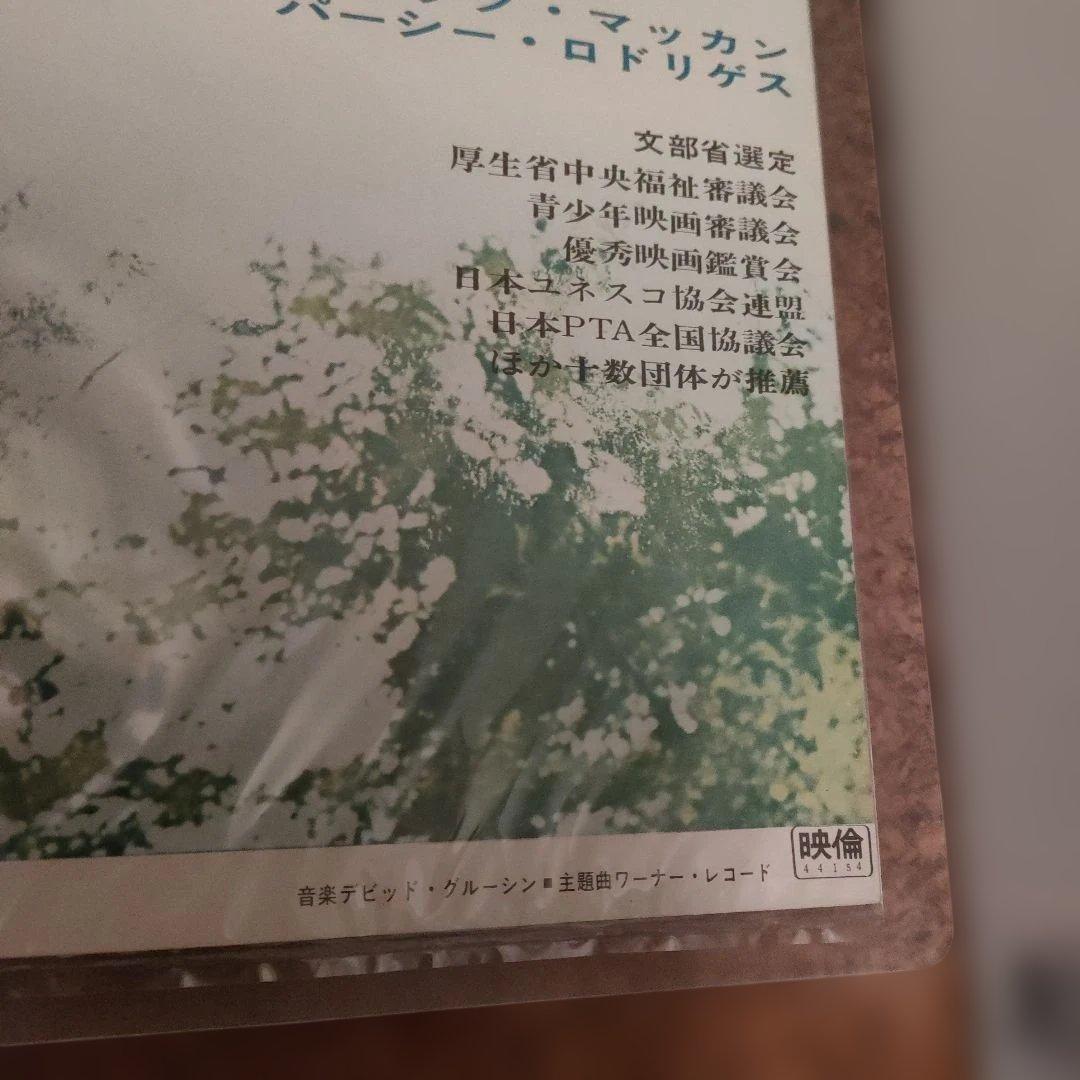 ・マッカン
パーシー・ロドリゲス
文部省選定
厚生省中央福祉審議会
青少年映画審議会
優秀映画鑑賞会
日本ユネスコ協会連盟
日本PTA全国協議会
ほか十数団体が推薦
音楽デビッド・グルーシン■主題曲ワーナー・レコード
映倫
44154